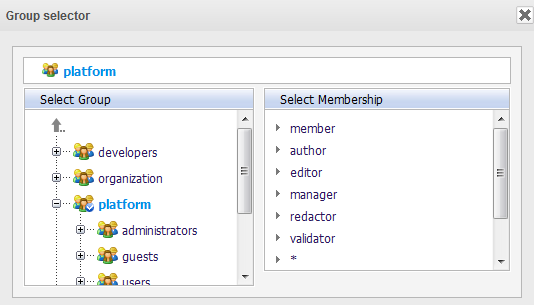 Group selector
platform
Select Group
..
developers
organization
platform
administrators
guests
users
Select Membership
member
author
editor
manager
redactor
validator
*